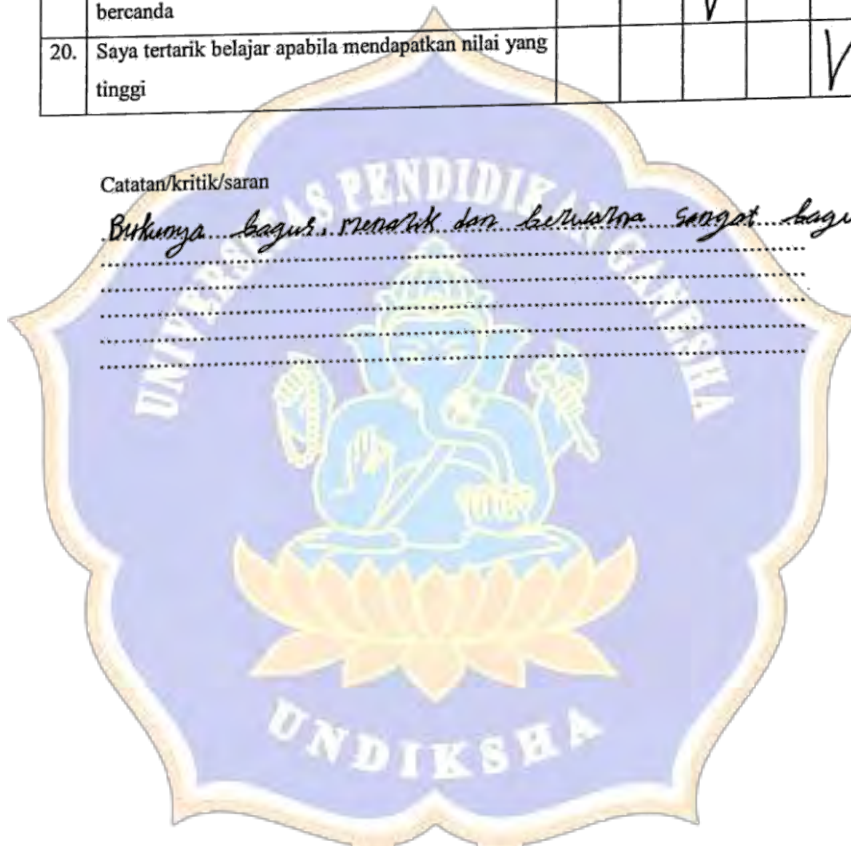 bercanda
20. Saya tertarik belajar apabila mendapatkan nilai yang
tinggi
Catatan/kritik/saran
Bukunya bagus, menarik dan berwarna sangat bagu
UNIVERSITAS PENDIDIKAN GANESHA
UNDIKSHA